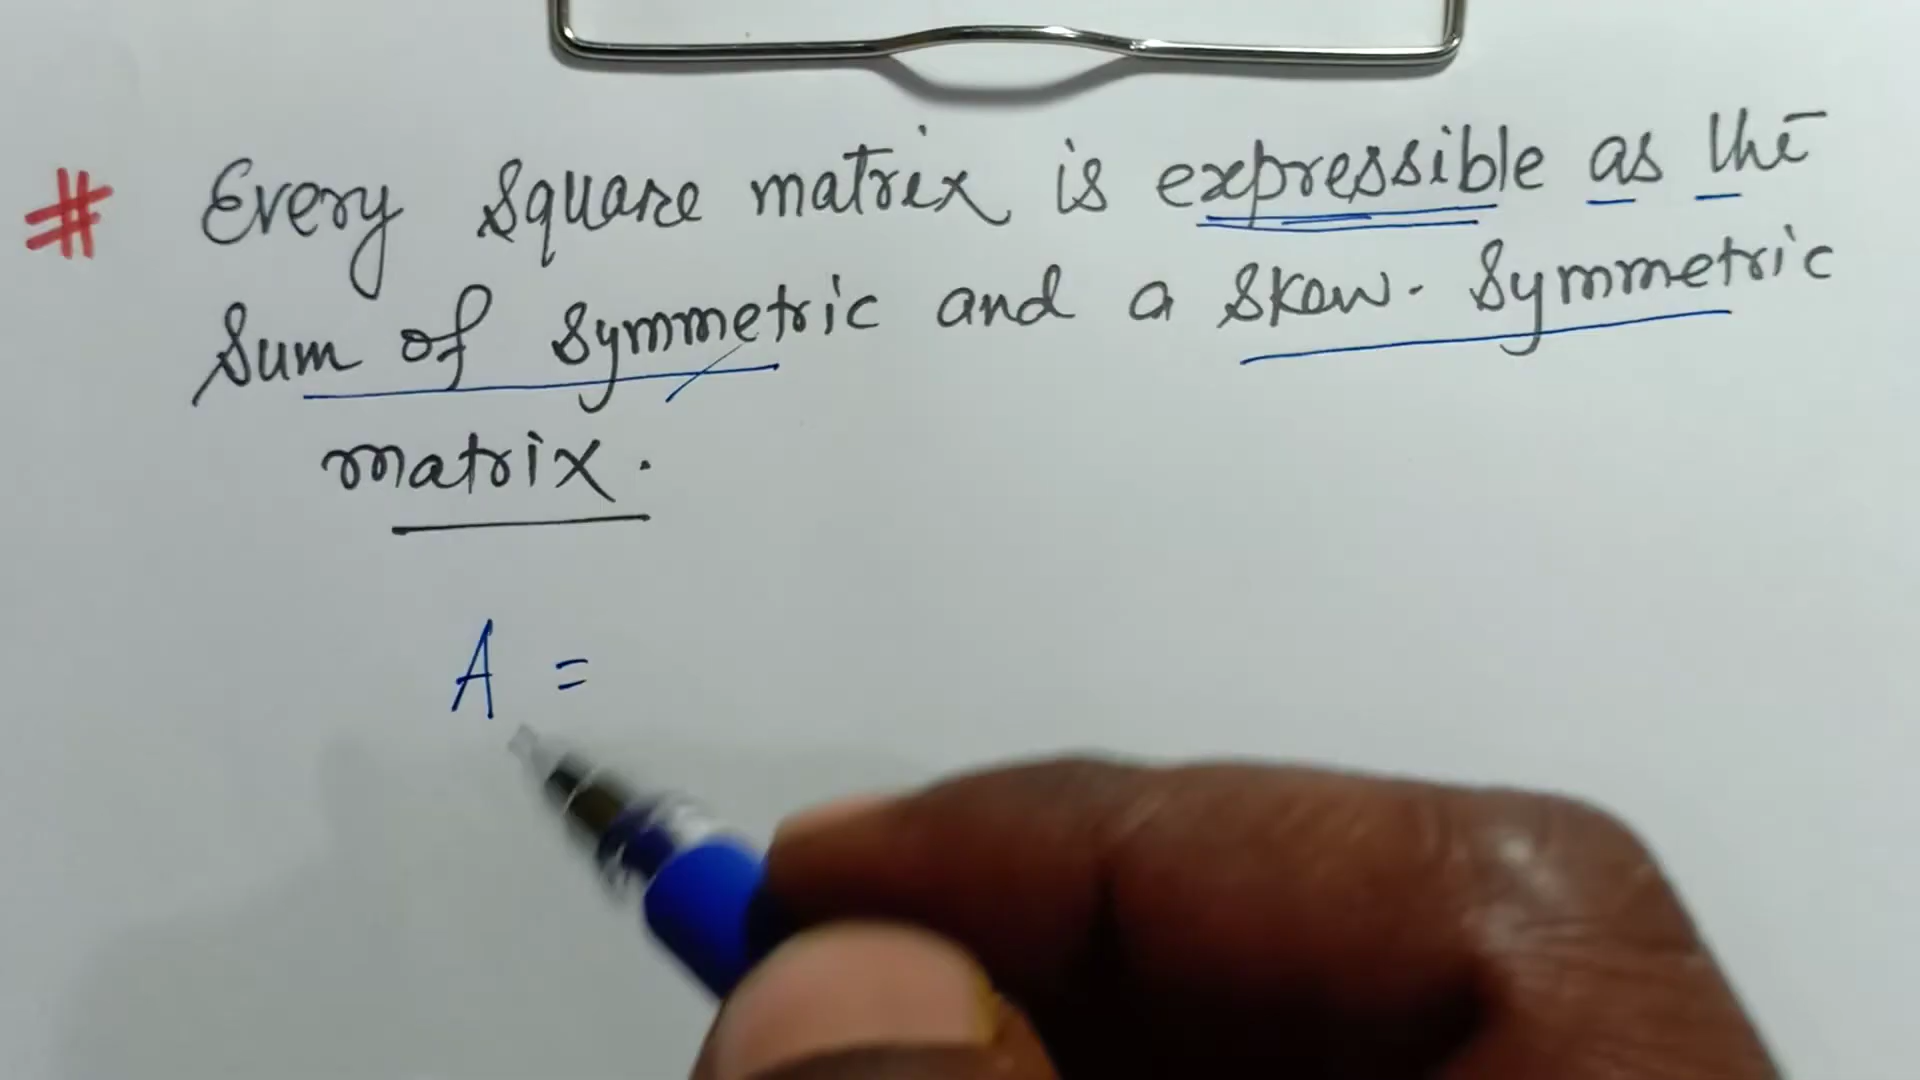 # Every square matrix is expressible as the
sum of symmetric and a skew-symmetric
matrix.
A =